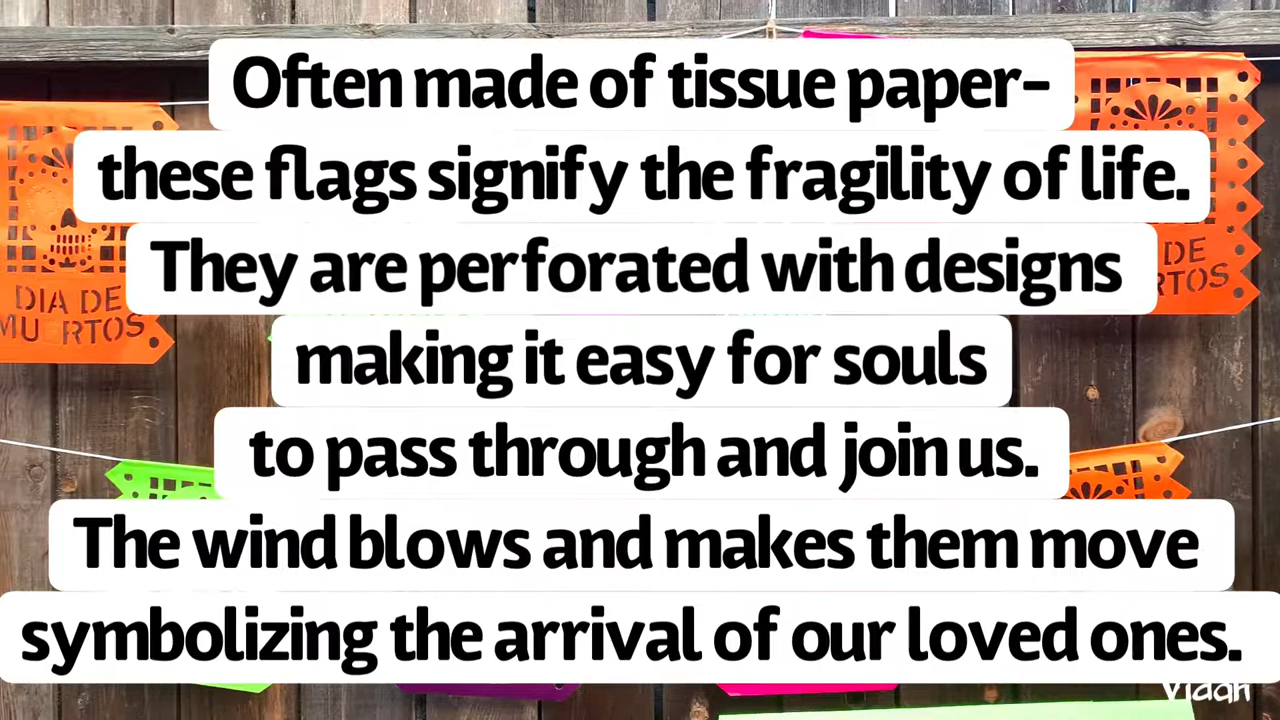 Often made of tissue paper-
these flags signify the fragility of life.
They are perforated with designs
making it easy for souls
to pass through and join us.
The wind blows and makes them move
symbolizing the arrival of our loved ones.
DIA DE
MUERTOS
DE
RTOS